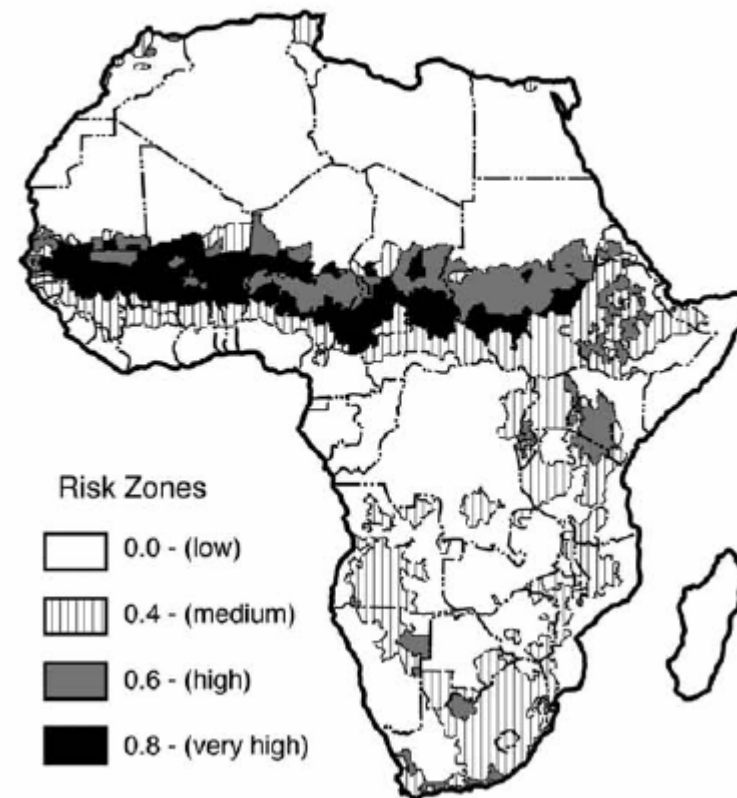 Risk Zones
0.0 - (low)
0.4 - (medium)
0.6 - (high)
0.8 - (very high)